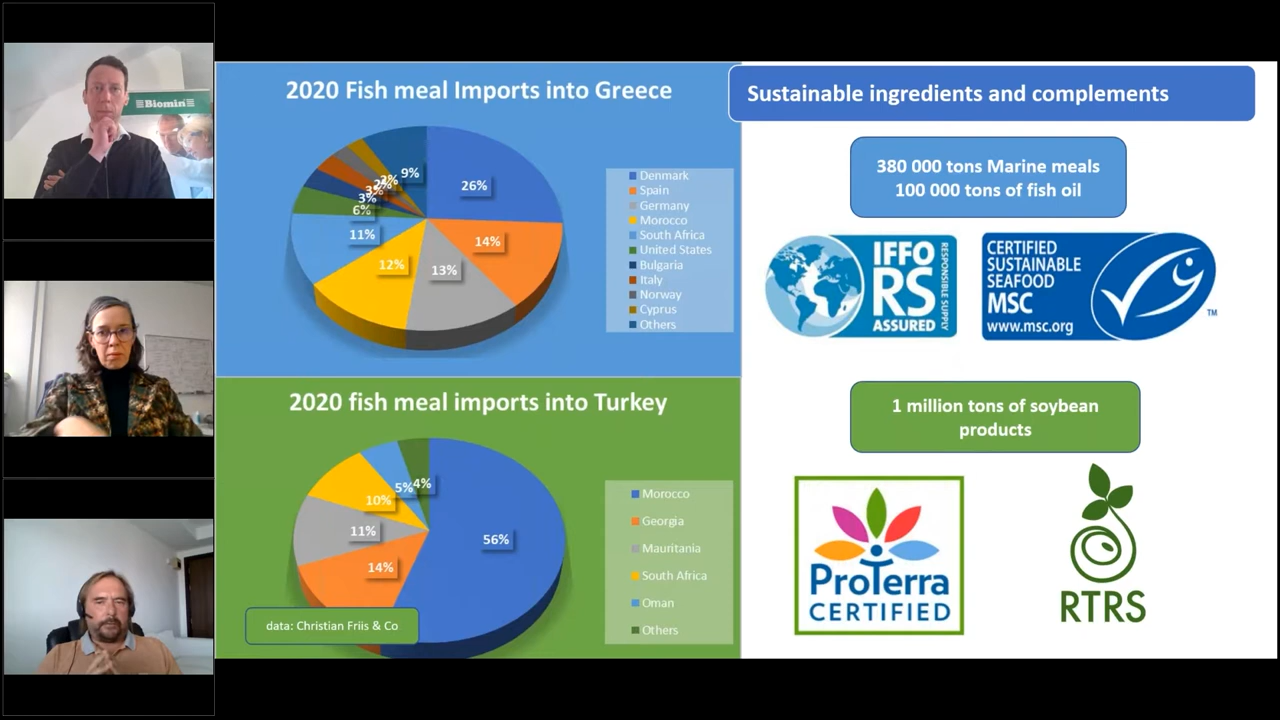 Biomin
2020 Fish meal Imports into Greece
9%
26%
14%
13%
12%
11%
6%
3%
3%
2%
Denmark
Spain
Germany
Morocco
South Africa
United States
Bulgaria
Italy
Norway
Cyprus
Others
2020 fish meal imports into Turkey
4%
5%
10%
11%
14%
56%
Morocco
Georgia
Mauritania
South Africa
Oman
Others
data: Christian Friis & Co
Sustainable ingredients and complements
380 000 tons Marine meals
100 000 tons of fish oil
IFFO
RS
ASSURED
RESPONSIBLE SUPPLY
CERTIFIED
SUSTAINABLE
SEAFOOD
MSC
www.msc.org
TM
1 million tons of soybean
products
ProTerra
CERTIFIED
RTRS